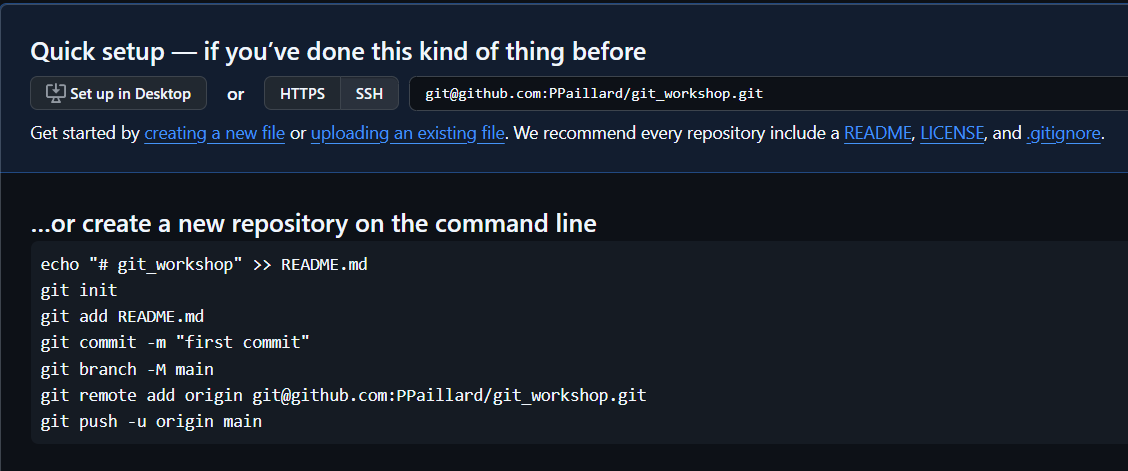 Quick setup — if you’ve done this kind of thing before
Set up in Desktop or HTTPS SSH git@github.com:PPaillard/git_workshop.git
Get started by creating a new file or uploading an existing file. We recommend every repository include a README, LICENSE, and .gitignore.
…or create a new repository on the command line
echo "# git_workshop" >> README.md
git init
git add README.md
git commit -m "first commit"
git branch -M main
git remote add origin git@github.com:PPaillard/git_workshop.git
git push -u origin main